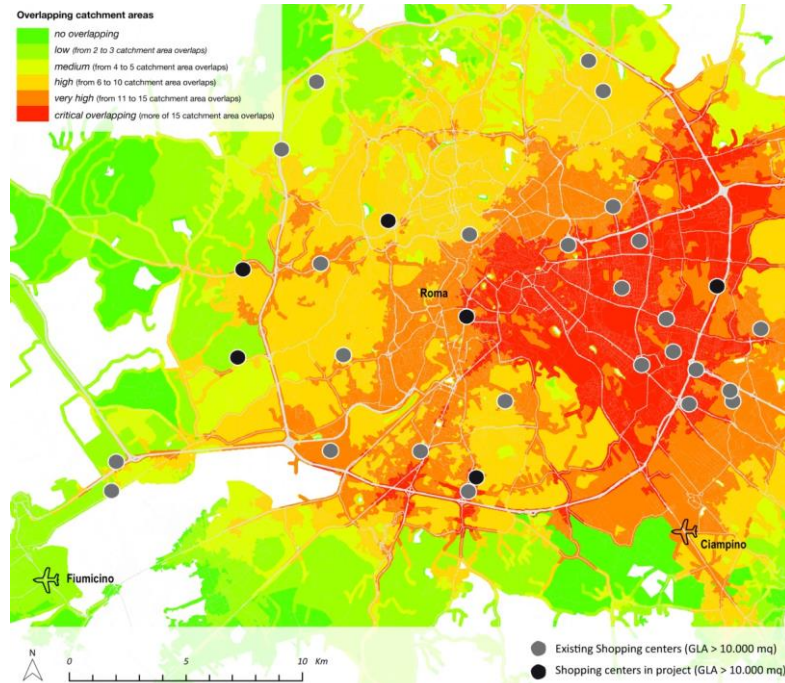 Overlapping catchment areas
no overlapping
low (from 2 to 3 catchment area overlaps)
medium (from 4 to 5 catchment area overlaps)
high (from 6 to 10 catchment area overlaps)
very high (from 11 to 15 catchment area overlaps)
critical overlapping (more of 15 catchment area overlaps)
Roma
Ciampino
Fiumicino
N
0 5 10 Km
Existing Shopping centers (GLA > 10.000 mq)
Shopping centers in project (GLA > 10.000 mq)